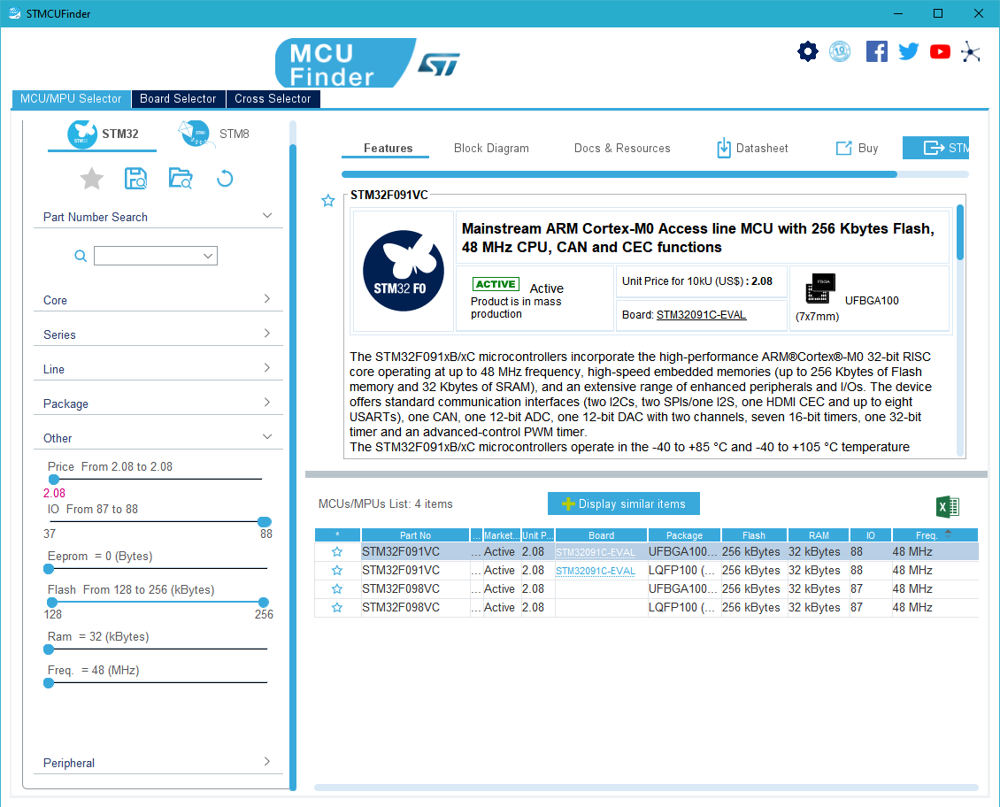 STMCUFinder
MCU
Finder
MCU/MPU Selector
Board Selector
Cross Selector
STM32
STM8
Part Number Search
Core
Series
Line
Package
Other
Price From 2.08 to 2.08
2.08
IO From 87 to 88
37 88
Eeprom = 0 (Bytes)
Flash From 128 to 256 (kBytes)
128 256
Ram = 32 (kBytes)
Freq. = 48 (MHz)
Peripheral
Features
Block Diagram
Docs & Resources
Datasheet
Buy
STM
STM32F091VC
STM32 F0
Mainstream ARM Cortex-M0 Access line MCU with 256 Kbytes Flash,
48 MHz CPU, CAN and CEC functions
ACTIVE Active
Product is in mass
production
Unit Price for 10kU (US$) : 2.08
Board: STM32091C-EVAL
FBGA
UFBGA100
(7x7mm)
The STM32F091xB/xC microcontrollers incorporate the high-performance ARM®Cortex®-M0 32-bit RISC
core operating at up to 48 MHz frequency, high-speed embedded memories (up to 256 Kbytes of Flash
memory and 32 Kbytes of SRAM), and an extensive range of enhanced peripherals and I/Os. The device
offers standard communication interfaces (two I2Cs, two SPIs/one I2S, one HDMI CEC and up to eight
USARTs), one CAN, one 12-bit ADC, one 12-bit DAC with two channels, seven 16-bit timers, one 32-bit
timer and an advanced-control PWM timer.
The STM32F091xB/xC microcontrollers operate in the -40 to +85 °C and -40 to +105 °C temperature
MCUs/MPUs List: 4 items
Display similar items
* Part No ... Market... Unit P... Board Package Flash RAM IO Freq.
STM32F091VC ... Active 2.08 STM32091C-EVAL UFBGA100... 256 kBytes 32 kBytes 88 48 MHz
STM32F091VC ... Active 2.08 STM32091C-EVAL LQFP100 (... 256 kBytes 32 kBytes 88 48 MHz
STM32F098VC ... Active 2.08 UFBGA100... 256 kBytes 32 kBytes 87 48 MHz
STM32F098VC ... Active 2.08 LQFP100 (... 256 kBytes 32 kBytes 87 48 MHz